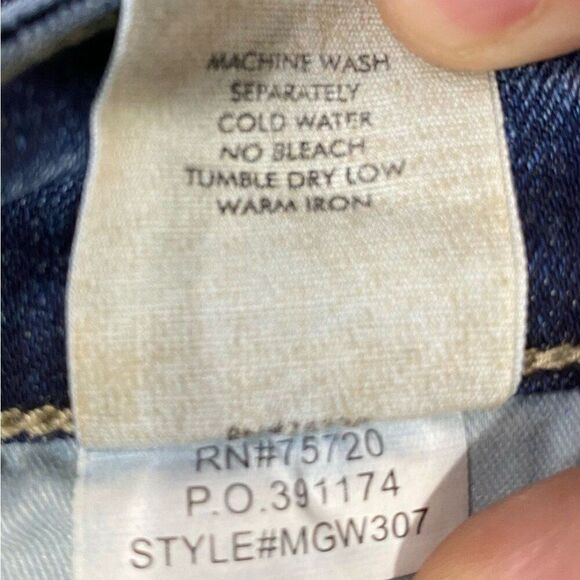 MACHINE WASH
SEPARATELY
COLD WATER
NO BLEACH
TUMBLE DRY LOW
WARM IRON
RN#75720
P.O.391174
STYLE#MGW307